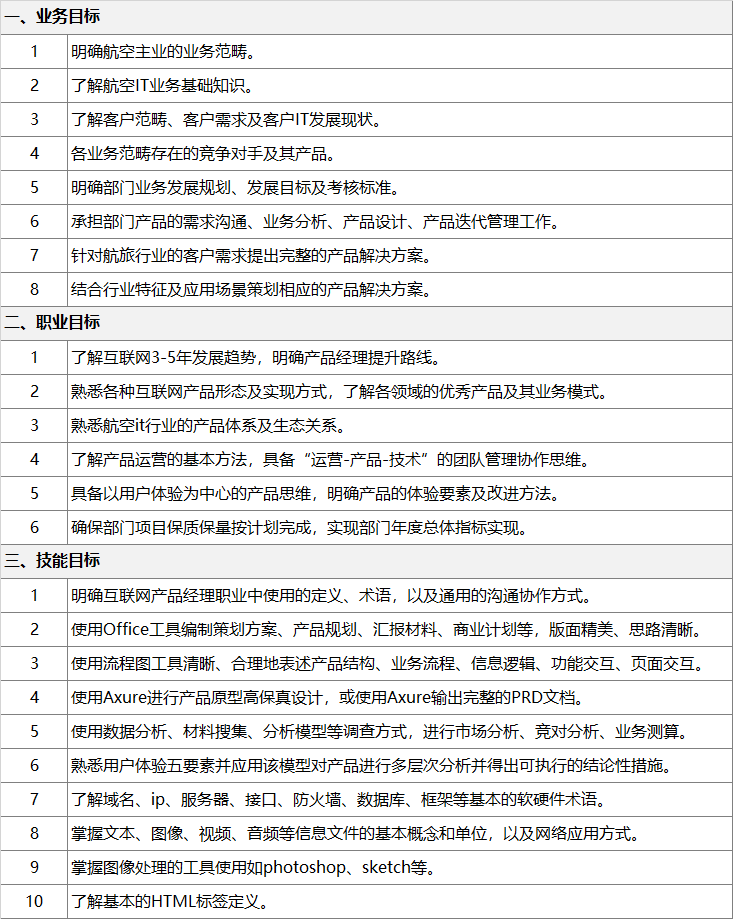 一、业务目标
1 明确航空主业的业务范畴。
2 了解航空IT业务基础知识。
3 了解客户范畴、客户需求及客户IT发展现状。
4 各业务范畴存在的竞争对手及其产品。
5 明确部门业务发展规划、发展目标及考核标准。
6 承担部门产品的需求沟通、业务分析、产品设计、产品迭代管理工作。
7 针对航旅行业的客户需求提出完整的产品解决方案。
8 结合行业特征及应用场景策划相应的产品解决方案。
二、职业目标
1 了解互联网3-5年发展趋势，明确产品经理提升路线。
2 熟悉各种互联网产品形态及实现方式，了解各领域的优秀产品及其业务模式。
3 熟悉航空it行业的产品体系及生态关系。
4 了解产品运营的基本方法，具备“运营-产品-技术”的团队管理协作思维。
5 具备以用户体验为中心的产品思维，明确产品的体验要素及改进方法。
6 确保部门项目保质保量按计划完成，实现部门年度总体指标实现。
三、技能目标
1 明确互联网产品经理职业中使用的定义、术语，以及通用的沟通协作方式。
2 使用Office工具编制策划方案、产品规划、汇报材料、商业计划等，版面精美、思路清晰。
3 使用流程图工具清晰、合理地表述产品结构、业务流程、信息逻辑、功能交互、页面交互。
4 使用Axure进行产品原型高保真设计，或使用Axure输出完整的PRD文档。
5 使用数据分析、材料搜集、分析模型等调查方式，进行市场分析、竞对分析、业务测算。
6 熟悉用户体验五要素并应用该模型对产品进行多层次分析并得出可执行的结论性措施。
7 了解域名、ip、服务器、接口、防火墙、数据库、框架等基本的软硬件术语。
8 掌握文本、图像、视频、音频等信息文件的基本概念和单位，以及网络应用方式。
9 掌握图像处理的工具使用如photoshop、sketch等。
10 了解基本的HTML标签定义。